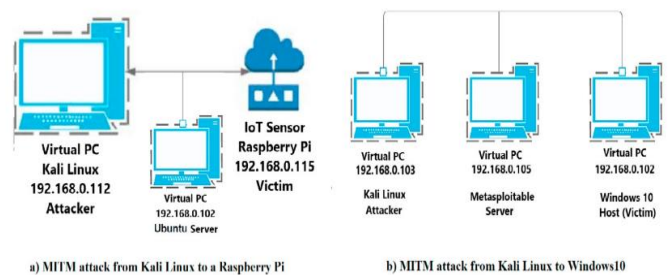 Virtual PC
Kali Linux
192.168.0.112
Attacker
Virtual PC
192.168.0.102
Ubuntu Server
IoT Sensor
Raspberry Pi
192.168.0.115
Victim
a) MITM attack from Kali Linux to a Raspberry Pi
Virtual PC
192.168.0.103
Kali Linux
Attacker
Virtual PC
192.168.0.105
Metasploitable
Server
Virtual PC
192.168.0.102
Windows 10
Host (Victim)
b) MITM attack from Kali Linux to Windows10